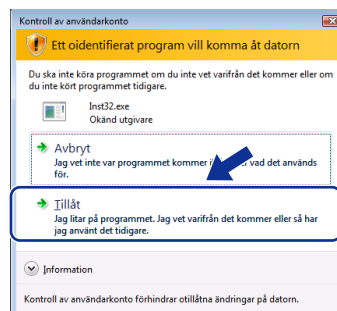 Kontroll av användarkonto
Ett oidentifierat program vill komma åt datorn
Du ska inte köra programmet om du inte vet varifrån det kommer eller om
du inte kört programmet tidigare.
Inst32.exe
Okänd utgivare
Avbryt
Jag vet inte var programmet kommer vad det används
för.
Tillåt
Jag litar på programmet. Jag vet varifrån det kommer eller så har
jag använt det tidigare.
Information
Kontroll av användarkonto förhindrar otillåtna ändringar på datorn.